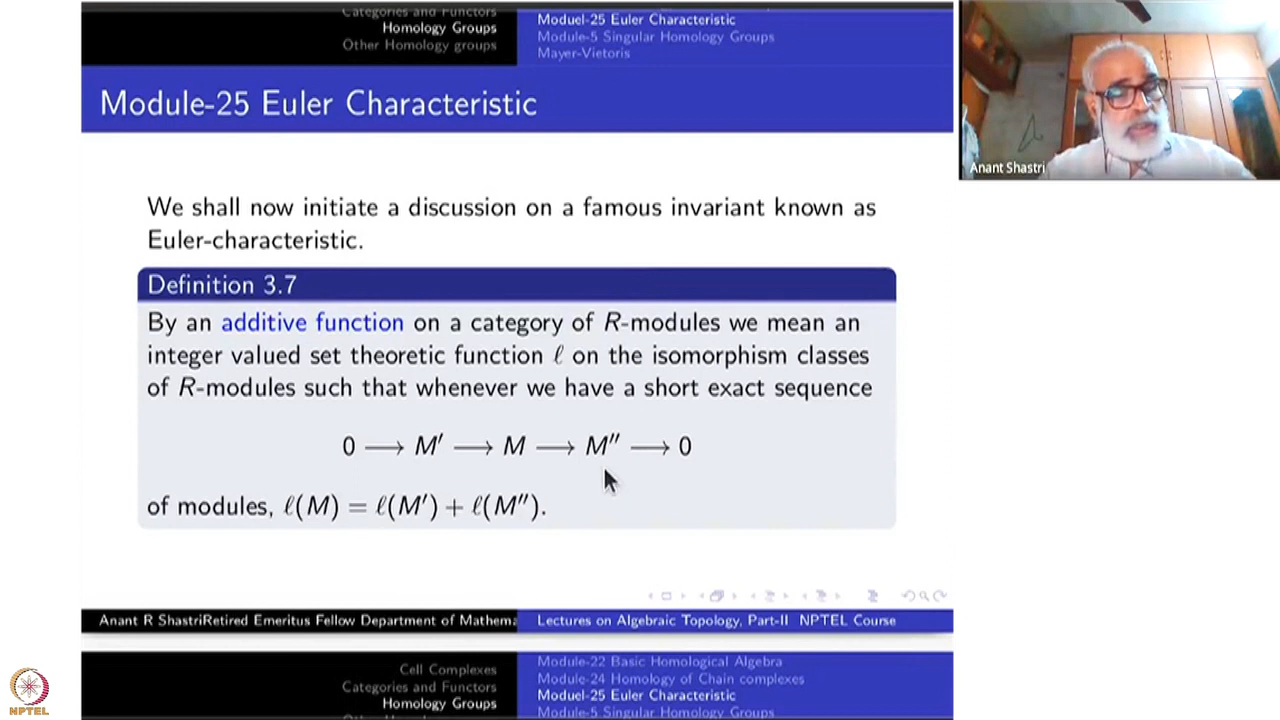 Categories and Functors
Homology Groups
Other Homology groups
Moduel-25 Euler Characteristic
Module-5 Singular Homology Groups
Mayer-Vietoris
Module-25 Euler Characteristic
Anant Shastri
We shall now initiate a discussion on a famous invariant known as
Euler-characteristic.
Definition 3.7
By an additive function on a category of R-modules we mean an
integer valued set theoretic function ℓ on the isomorphism classes
of R-modules such that whenever we have a short exact sequence
0 ⟶ M′ ⟶ M ⟶ M″ ⟶ 0
of modules, ℓ(M) = ℓ(M′) + ℓ(M″).
Anant R ShastriRetired Emeritus Fellow Department of Mathema
Lectures on Algebraic Topology, Part-II NPTEL Course
Cell Complexes
Categories and Functors
Homology Groups
Module-22 Basic Homological Algebra
Module-24 Homology of Chain complexes
Moduel-25 Euler Characteristic
Module-5 Singular Homology Groups
NPTEL